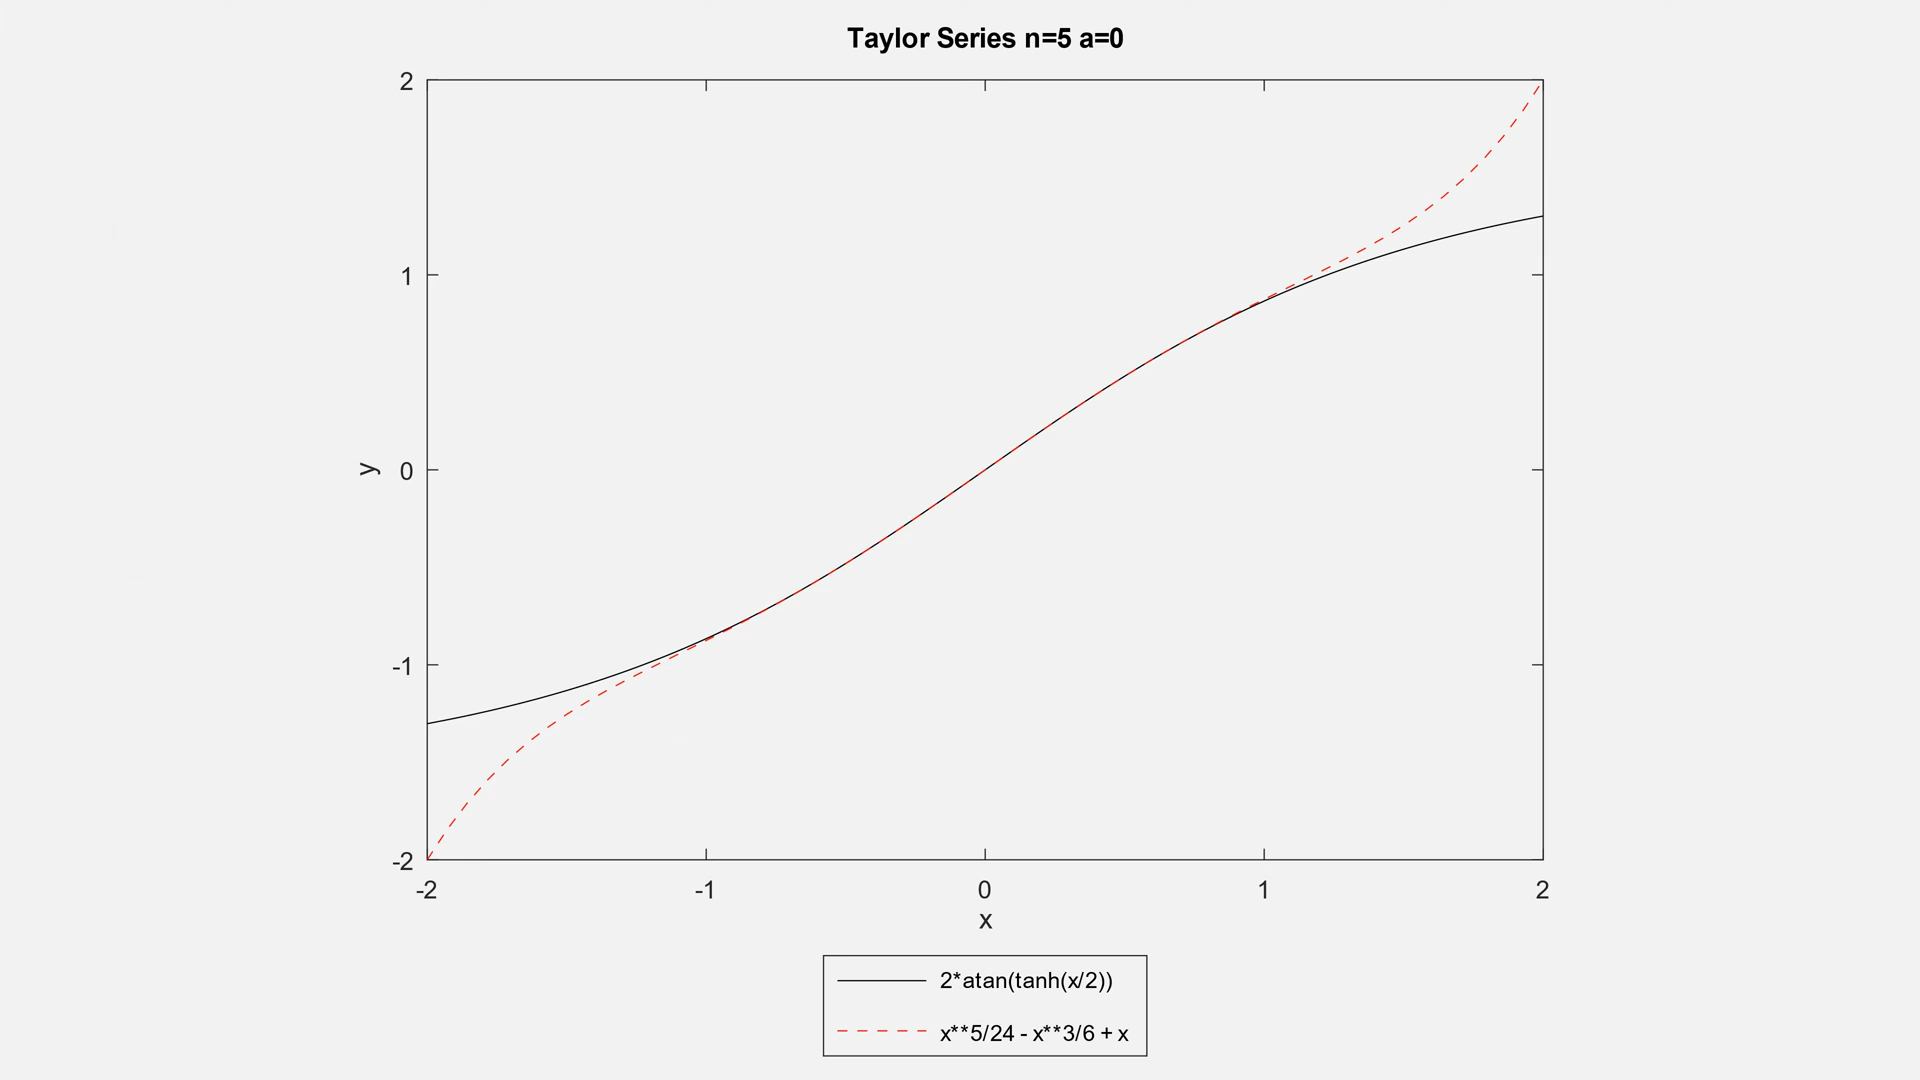 Taylor Series n=5 a=0
2
1
0
-1
-2
y
-2
-1
0
1
2
x
2*atan(tanh(x/2))
x**5/24 - x**3/6 + x